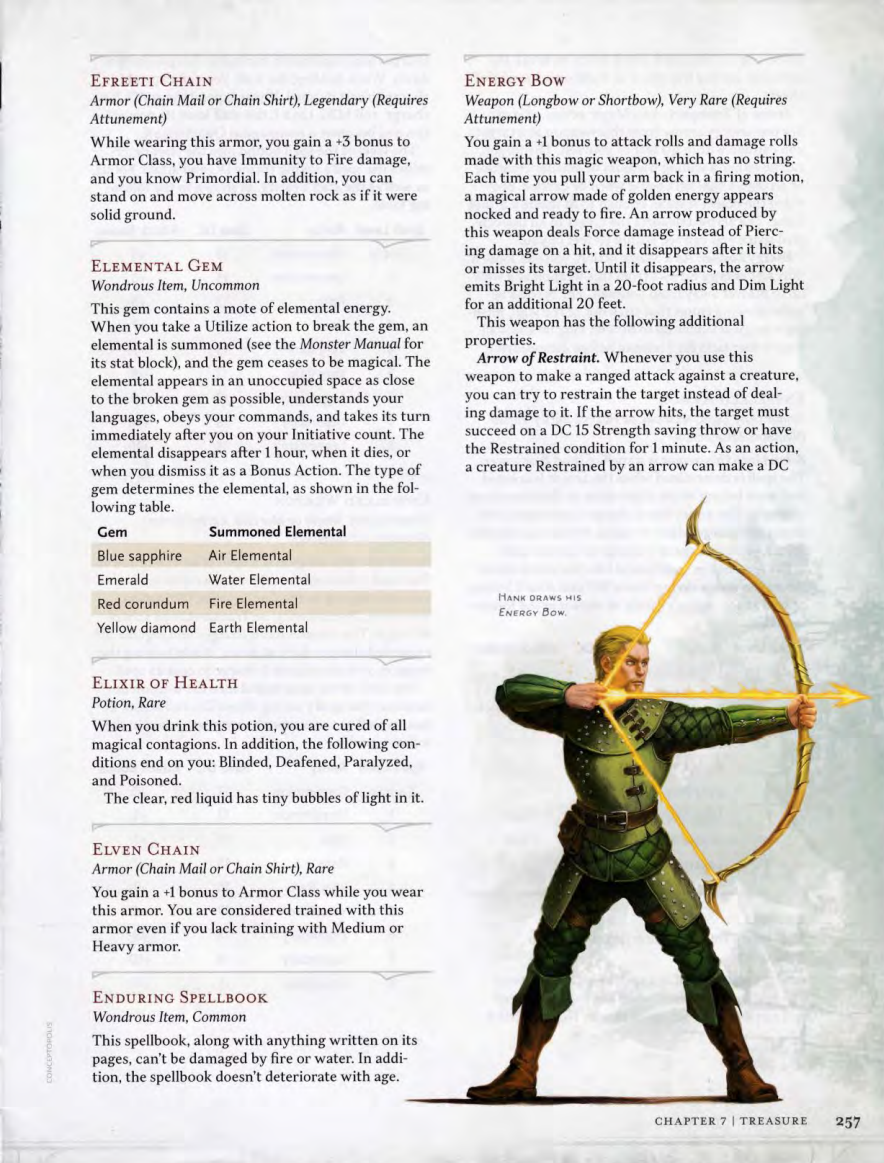 EFREETI CHAIN
Armor (Chain Mail or Chain Shirt), Legendary (Requires
Attunement)
While wearing this armor, you gain a +3 bonus to
Armor Class, you have Immunity to Fire damage,
and you know Primordial. In addition, you can
stand on and move across molten rock as if it were
solid ground.
ELEMENTAL GEM
Wondrous Item, Uncommon
This gem contains a mote of elemental energy.
When you take a Utilize action to break the gem, an
elemental is summoned (see the Monster Manual for
its stat block), and the gem ceases to be magical. The
elemental appears in an unoccupied space as close
to the broken gem as possible, understands your
languages, obeys your commands, and takes its turn
immediately after you on your Initiative count. The
elemental disappears after 1 hour, when it dies, or
when you dismiss it as a Bonus Action. The type of
gem determines the elemental, as shown in the fol-
lowing table.
Gem Summoned Elemental
Blue sapphire Air Elemental
Emerald Water Elemental
Red corundum Fire Elemental
Yellow diamond Earth Elemental
ELIXIR OF HEALTH
Potion, Rare
When you drink this potion, you are cured of all
magical contagions. In addition, the following con-
ditions end on you: Blinded, Deafened, Paralyzed,
and Poisoned.
The clear, red liquid has tiny bubbles of light in it.
ELVEN CHAIN
Armor (Chain Mail or Chain Shirt), Rare
You gain a +1 bonus to Armor Class while you wear
this armor. You are considered trained with this
armor even if you lack training with Medium or
Heavy armor.
ENDURING SPELLBOOK
Wondrous Item, Common
This spellbook, along with anything written on its
pages, can't be damaged by fire or water. In addi-
tion, the spellbook doesn't deteriorate with age.
CONCEPTOPOLIS
ENERGY BOW
Weapon (Longbow or Shortbow), Very Rare (Requires
Attunement)
You gain a +1 bonus to attack rolls and damage rolls
made with this magic weapon, which has no string.
Each time you pull your arm back in a firing motion,
a magical arrow made of golden energy appears
nocked and ready to fire. An arrow produced by
this weapon deals Force damage instead of Pierc-
ing damage on a hit, and it disappears after it hits
or misses its target. Until it disappears, the arrow
emits Bright Light in a 20-foot radius and Dim Light
for an additional 20 feet.
This weapon has the following additional
properties.
Arrow of Restraint. Whenever you use this
weapon to make a ranged attack against a creature,
you can try to restrain the target instead of deal-
ing damage to it. If the arrow hits, the target must
succeed on a DC 15 Strength saving throw or have
the Restrained condition for 1 minute. As an action,
a creature Restrained by an arrow can make a DC
HANK DRAWS HIS
ENERGY BOW.
CHAPTER 7 | TREASURE 257